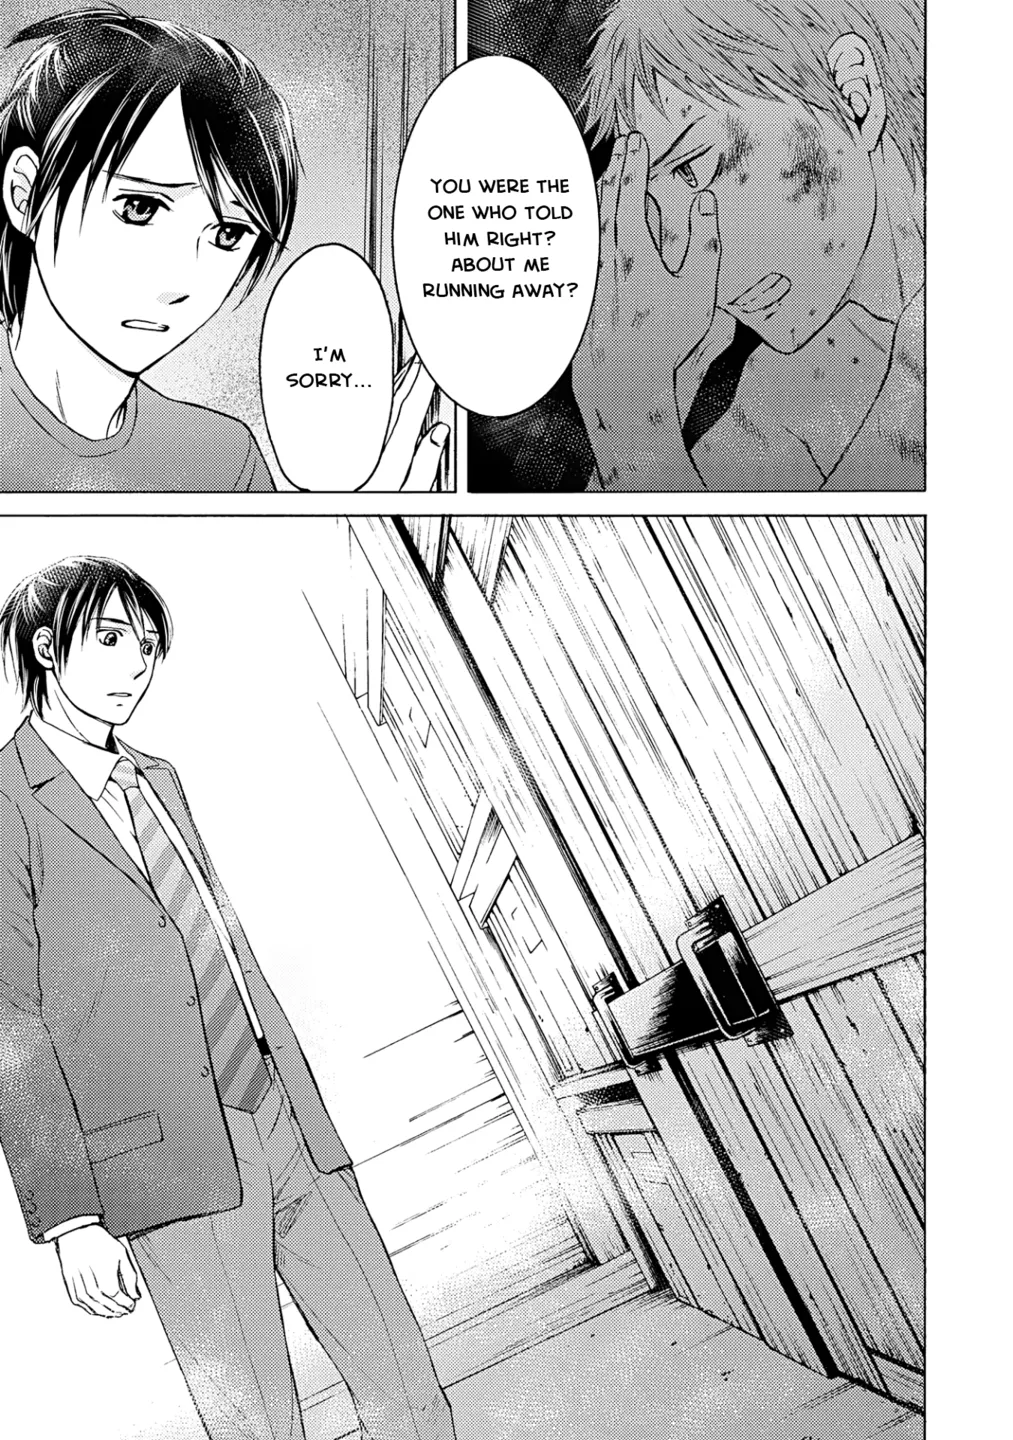 YOU WERE THE
ONE WHO TOLD
HIM RIGHT?
ABOUT ME
RUNNING AWAY?
I'M
SORRY...